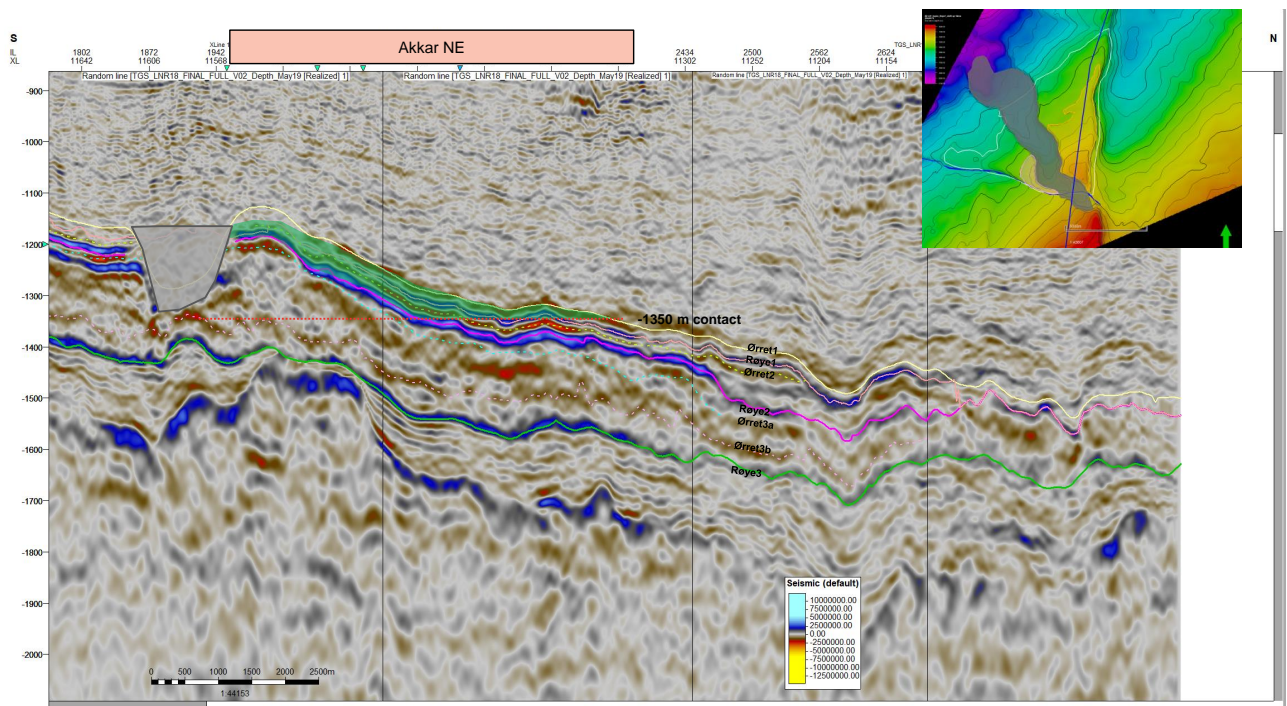 S
N
Akkar NE
IL
XL
XLine 1
1802
1872
1942
2434
2500
2562
2624
TGS_LNR
11642
11606
11568
11302
11252
11204
11154
Random line [TGS_LNR18_FINAL_FULL_V02_Depth_May19 [Realized] 1]
Random line [TGS_LNR18_FINAL_FULL_V02_Depth_May19 [Realized] 1]
Random line [TGS_LNR18_FINAL_FULL_V02_Depth_May19 [Realized] 1]
-900
-1000
-1100
-1200
-1300
-1400
-1500
-1600
-1700
-1800
-1900
-2000
-1350 m contact
Ørret1
Røye1
Ørret2
Røye2
Ørret3a
Ørret3b
Røye3
Seismic (default)
10000000.00
7500000.00
5000000.00
2500000.00
0.00
-2500000.00
-5000000.00
-7500000.00
-10000000.00
-12500000.00
0 500 1000 1500 2000 2500m
1:44153